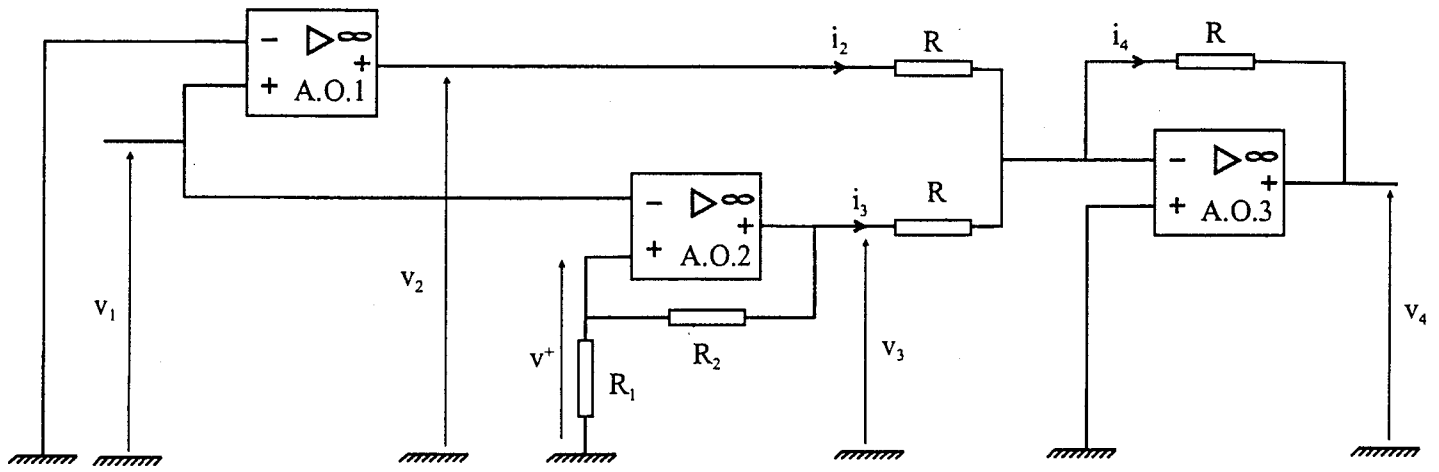 − ▷ ∞
+
+ A.O.1
i₂
R
i₄
R
− ▷ ∞
+
+ A.O.3
− ▷ ∞
+
+ A.O.2
i₃
R
v₁
v₂
v⁺
R₁
R₂
v₃
v₄